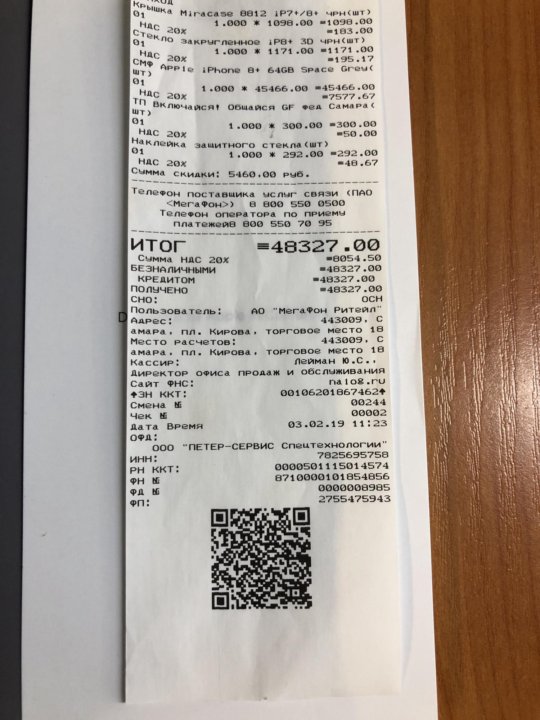 Крышка Miracase 8812 iP7+/8+ чрн(шт)
01 1.000 * 1098.00 =1098.00
НДС 20% =183.00
Стекло закругленное iP8+ 3D чрн(шт)
01 1.000 * 1171.00 =1171.00
НДС 20% =195.17
СМФ Apple iPhone 8+ 64GB Space Grey(
шт)
01 1.000 * 45466.00 =45466.00
НДС 20% =7577.67
ТП Включайся! Общайся GF фед Самара(
шт)
01 1.000 * 300.00 =300.00
НДС 20% =50.00
Наклейка защитного стекла(шт)
01 1.000 * 292.00 =292.00
НДС 20% =48.67
Сумма скидки: 5460.00 руб.
Телефон поставщика услуг связи (ПАО
<МегаФон>) 8 800 550 0500
Телефон оператора по приему
платежей8 800 550 70 95
ИТОГ =48327.00
Сумма НДС 20% =8054.50
БЕЗНАЛИЧНЫМИ =48327.00
КРЕДИТОМ =48327.00
ПОЛУЧЕНО =48327.00
СНО: ОСН
Пользователь: АО "МегаФон Ритейл"
Адрес: 443009, С
амара, пл. Кирова, торговое место 18
Место расчетов: 443009, С
амара, пл. Кирова, торговое место 18
Кассир: Лейман Ю.С.,
Директор офиса продаж и обслуживания
Сайт ФНС: nalog.ru
ЗН ККТ: 00106201867462
Смена № 00244
Чек № 00002
Дата Время 03.02.19 11:23
ОФД:
ООО "ПЕТЕР-СЕРВИС Спецтехнологии"
ИНН: 7825695758
РН ККТ: 0000501115014574
ФН № 8710000101854856
ФД № 0000008985
ФП: 2755475943